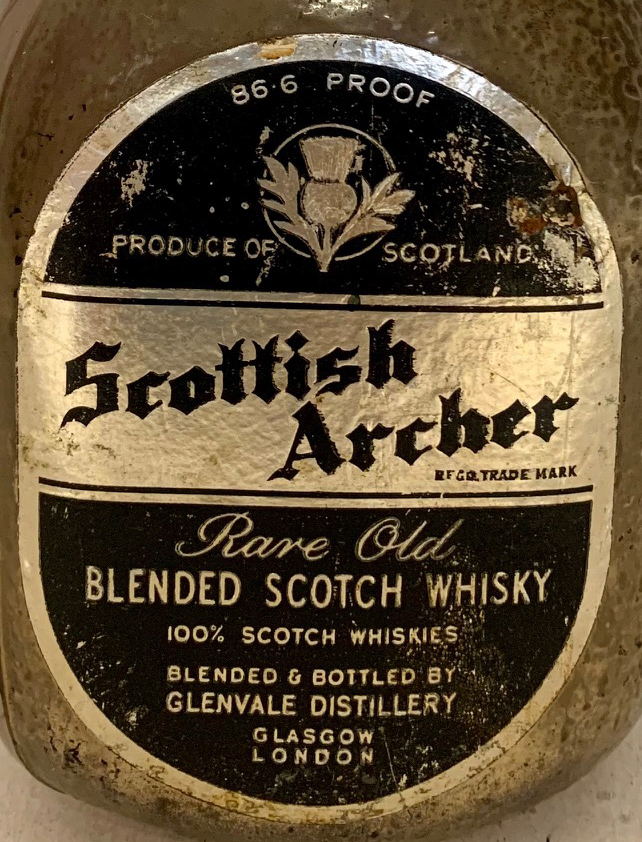 86·6 PROOF
PRODUCE OF SCOTLAND
Scottish
Archer
REGD. TRADE MARK
Rare Old
BLENDED SCOTCH WHISKY
100% SCOTCH WHISKIES
BLENDED & BOTTLED BY
GLENVALE DISTILLERY
GLASGOW
LONDON